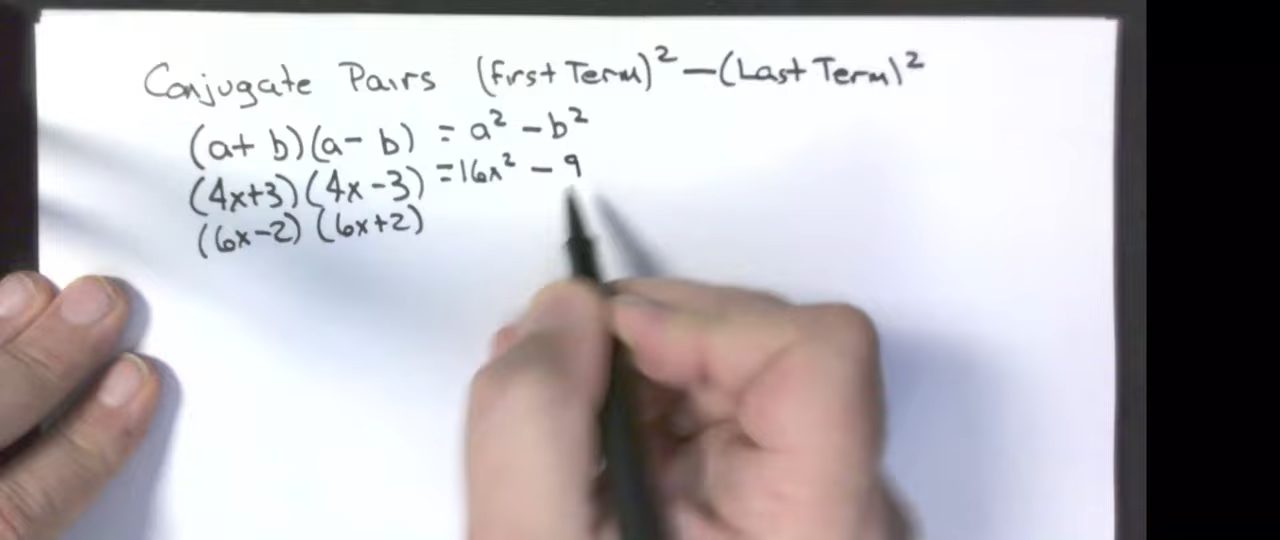 Conjugate Pairs (First Term)² - (Last Term)²
(a + b)(a - b) = a² - b²
(4x+3)(4x-3) = 16x² - 9
(6x-2)(6x+2)